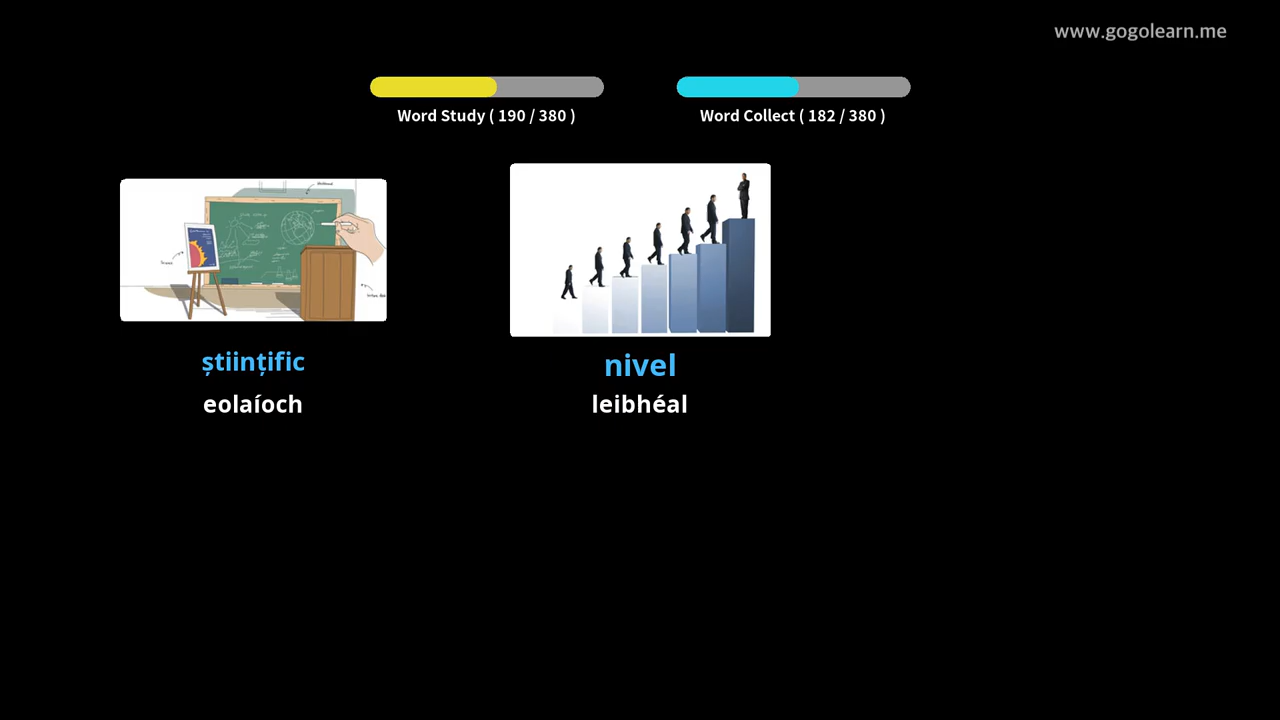 www.gogolearn.me
Word Study ( 190 / 380 )
Word Collect ( 182 / 380 )
științific
eolaíoch
nivel
leibhéal